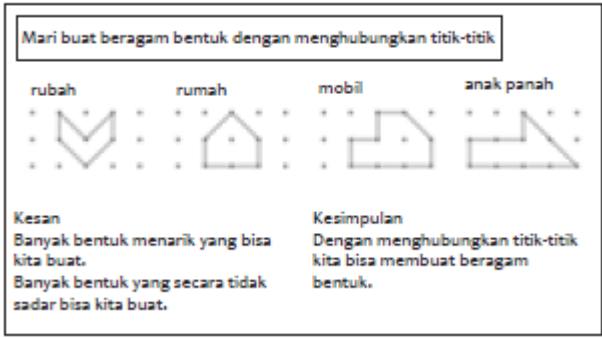 Mari buat beragam bentuk dengan menghubungkan titik-titik
rubah rumah mobil anak panah
Kesan
Banyak bentuk menarik yang bisa
kita buat.
Banyak bentuk yang secara tidak
sadar bisa kita buat.
Kesimpulan
Dengan menghubungkan titik-titik
kita bisa membuat beragam
bentuk.